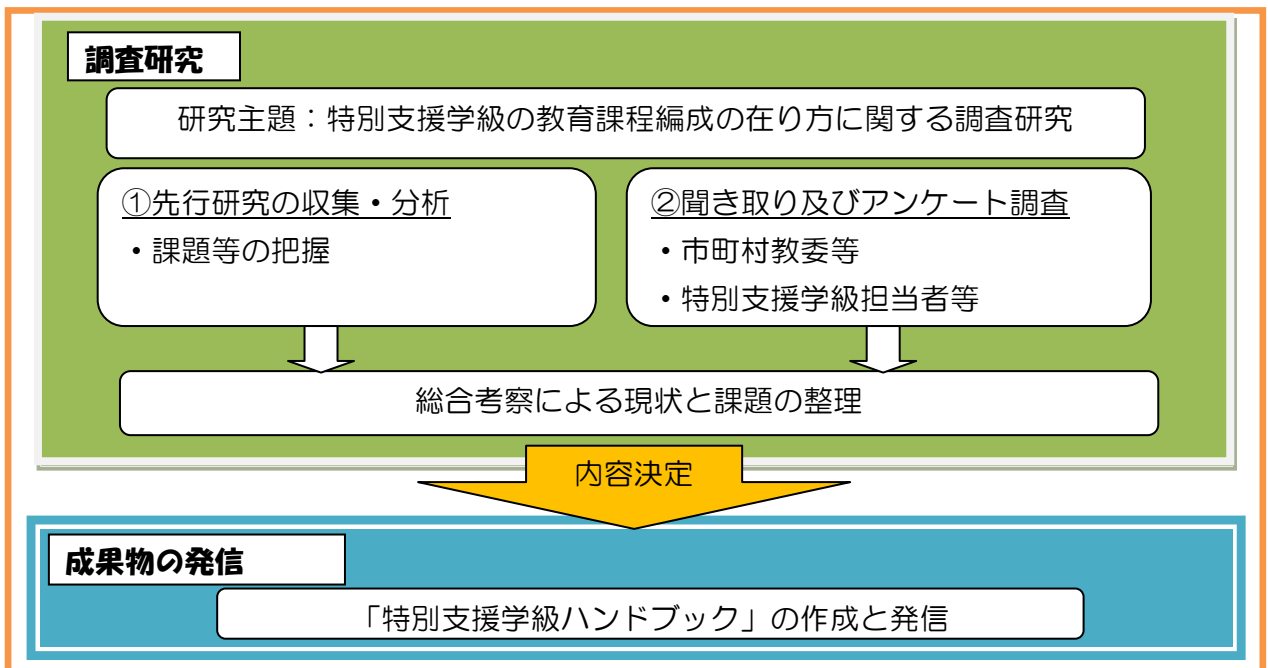 調査研究
研究主題：特別支援学級の教育課程編成の在り方に関する調査研究
①先行研究の収集・分析
・課題等の把握
②聞き取り及びアンケート調査
・市町村教委等
・特別支援学級担当者等
総合考察による現状と課題の整理
内容決定
成果物の発信
「特別支援学級ハンドブック」の作成と発信